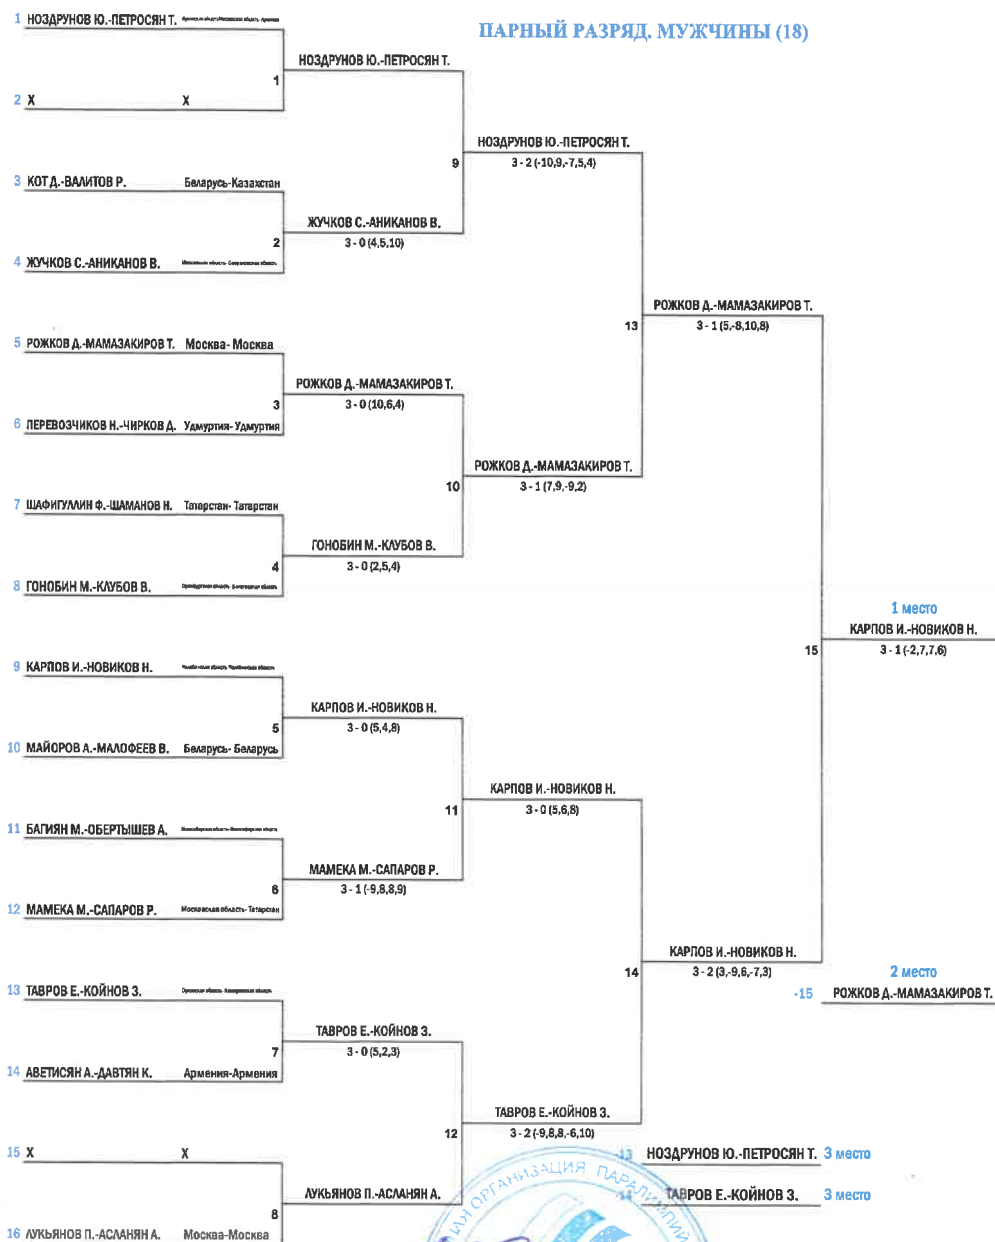 ПАРНЫЙ РАЗРЯД. МУЖЧИНЫ (18)
1 НОЗДРУНОВ Ю.-ПЕТРОСЯН Т.
НОЗДРУНОВ Ю.-ПЕТРОСЯН Т.
1
2 X X
НОЗДРУНОВ Ю.-ПЕТРОСЯН Т.
3 - 2 (-10,9,-7,5,4)
9
3 КОТ Д.-ВАЛИТОВ Р. Беларусь-Казахстан
ЖУЧКОВ С.-АНИКАНОВ В.
3 - 0 (4,5,10)
2
4 ЖУЧКОВ С.-АНИКАНОВ В.
РОЖКОВ Д.-МАМАЗАКИРОВ Т.
3 - 1 (5,-8,10,8)
13
5 РОЖКОВ Д.-МАМАЗАКИРОВ Т. Москва- Москва
РОЖКОВ Д.-МАМАЗАКИРОВ Т.
3 - 0 (10,6,4)
3
6 ПЕРЕВОЗЧИКОВ Н.-ЧИРКОВ Д. Удмуртия- Удмуртия
РОЖКОВ Д.-МАМАЗАКИРОВ Т.
3 - 1 (7,9,-9,2)
10
7 ШАФИГУЛЛИН Ф.-ШАМАНОВ Н. Татарстан- Татарстан
ГОНОБИН М.-КЛУБОВ В.
3 - 0 (2,5,4)
4
8 ГОНОБИН М.-КЛУБОВ В.
1 место
КАРПОВ И.-НОВИКОВ Н.
3 - 1 (-2,7,7,6)
15
9 КАРПОВ И.-НОВИКОВ Н.
КАРПОВ И.-НОВИКОВ Н.
3 - 0 (5,4,8)
5
10 МАЙОРОВ А.-МАЛОФЕЕВ В. Беларусь- Беларусь
КАРПОВ И.-НОВИКОВ Н.
3 - 0 (5,6,8)
11
11 БАГИЯН М.-ОБЕРТЫШЕВ А.
МАМЕКА М.-САПАРОВ Р.
3 - 1 (-9,8,8,9)
6
12 МАМЕКА М.-САПАРОВ Р. Московская область- Татарстан
КАРПОВ И.-НОВИКОВ Н.
3 - 2 (3,-9,6,-7,3)
14
2 место
-15 РОЖКОВ Д.-МАМАЗАКИРОВ Т.
13 ТАВРОВ Е.-КОЙНОВ З.
ТАВРОВ Е.-КОЙНОВ З.
3 - 0 (5,2,3)
7
14 АВЕТИСЯН А.-ДАВТЯН К. Армения-Армения
ТАВРОВ Е.-КОЙНОВ З.
3 - 2 (-9,8,8,-6,10)
12
15 X X
-13 НОЗДРУНОВ Ю.-ПЕТРОСЯН Т. 3 место
ЛУКЬЯНОВ П.-АСЛАНЯН А.
8
-14 ТАВРОВ Е.-КОЙНОВ З. 3 место
16 ЛУКЬЯНОВ П.-АСЛАНЯН А. Москва-Москва
ОРГАНИЗАЦИЯ